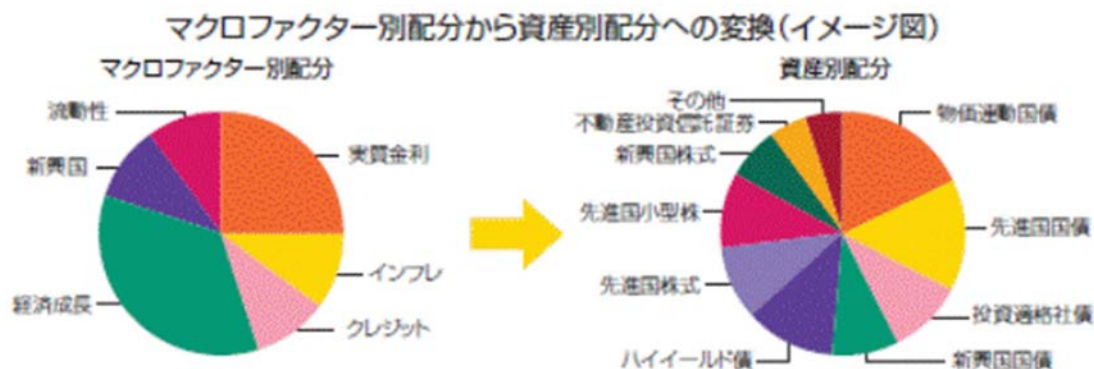 マクロファクター別配分から資産別配分への変換(イメージ図)
マクロファクター別配分
流動性
新興国
経済成長
実質金利
インフレ
クレジット
資産別配分
その他
不動産投資信託証券
新興国株式
先進国小型株
先進国株式
ハイイールド債
物価連動国債
先進国国債
投資適格社債
新興国国債